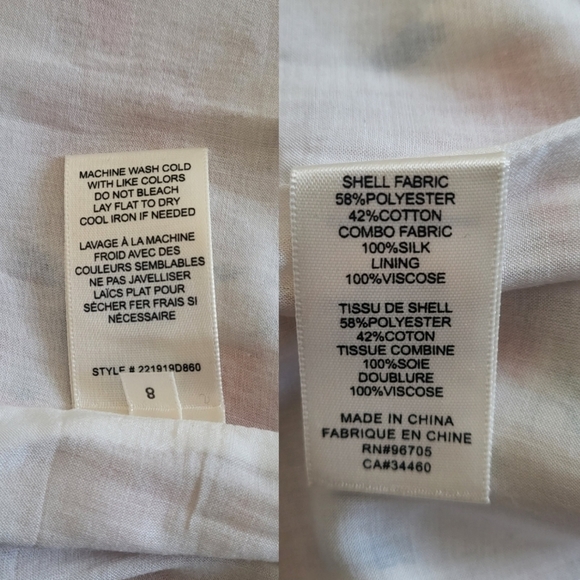 MACHINE WASH COLD
WITH LIKE COLORS
DO NOT BLEACH
LAY FLAT TO DRY
COOL IRON IF NEEDED
LAVAGE À LA MACHINE
FROID AVEC DES
COULEURS SEMBLABLES
NE PAS JAVELLISER
LAÏCS PLAT POUR
SÉCHER FER FRAIS SI
NÉCESSAIRE
STYLE # 221919D860
8
SHELL FABRIC
58%POLYESTER
42%COTTON
COMBO FABRIC
100%SILK
LINING
100%VISCOSE
TISSU DE SHELL
58%POLYESTER
42%COTON
TISSUE COMBINE
100%SOIE
DOUBLURE
100%VISCOSE
MADE IN CHINA
FABRIQUE EN CHINE
RN#96705
CA#34460